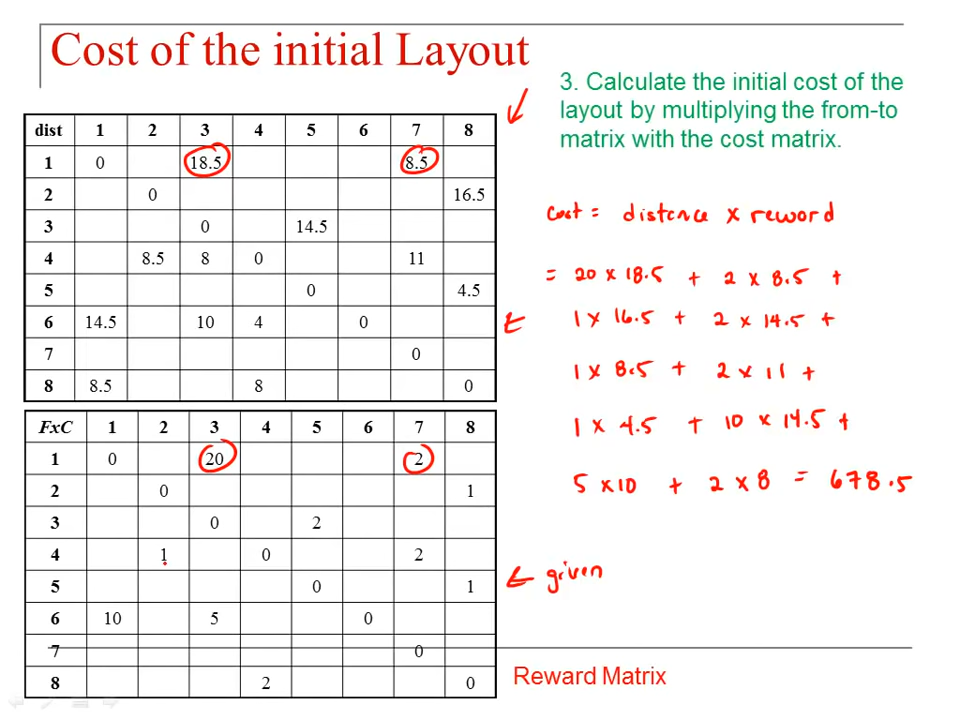 Cost of the initial Layout
3. Calculate the initial cost of the
layout by multiplying the from-to
matrix with the cost matrix.
dist 1 2 3 4 5 6 7 8
1 0 18.5 8.5
2 0 16.5
3 0 14.5
4 8.5 8 0 11
5 0 4.5
6 14.5 10 4 0
7 0
8 8.5 8 0
cost = distance x reword
= 20 x 18.5 + 2 x 8.5 +
1 x 16.5 + 2 x 14.5 +
1 x 8.5 + 2 x 11 +
1 x 4.5 + 10 x 14.5 +
5 x 10 + 2 x 8 = 678.5
FxC 1 2 3 4 5 6 7 8
1 0 20 2
2 0 1
3 0 2
4 1 0 2
5 0 1
6 10 5 0
7 0
8 2 0
← given
Reward Matrix